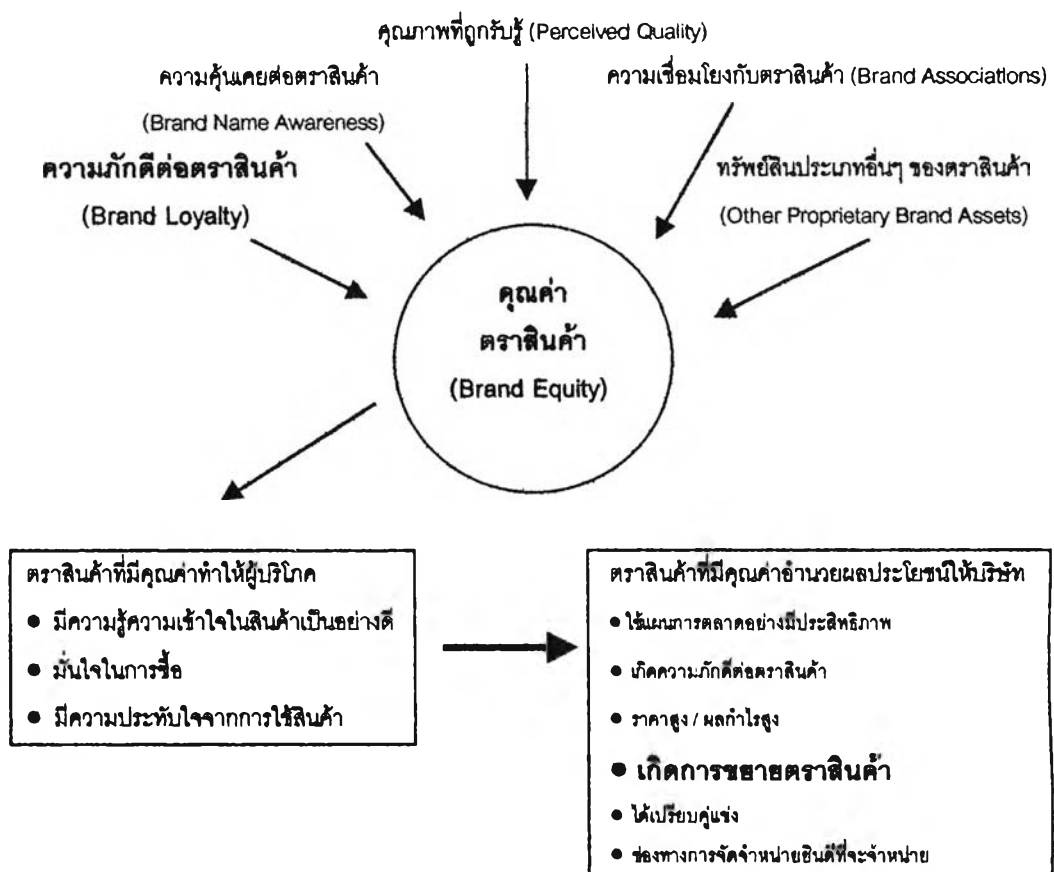 คุณภาพที่ถูกรับรู้ (Perceived Quality)
ความคุ้นเคยต่อตราสินค้า
(Brand Name Awareness)
ความเชื่อมโยงกับตราสินค้า (Brand Associations)
ความภักดีต่อตราสินค้า
(Brand Loyalty)
ทรัพย์สินประเภทอื่นๆ ของตราสินค้า
(Other Proprietary Brand Assets)
คุณค่า
ตราสินค้า
(Brand Equity)
ตราสินค้าที่มีคุณค่าทำให้ผู้บริโภค
● มีความรู้ความเข้าใจในสินค้าเป็นอย่างดี
● มั่นใจในการซื้อ
● มีความประทับใจจากการใช้สินค้า
ตราสินค้าที่มีคุณค่าอำนวยผลประโยชน์ให้บริษัท
● ใช้แผนการตลาดอย่างมีประสิทธิภาพ
● เกิดความภักดีต่อตราสินค้า
● ราคาสูง / ผลกำไรสูง
● เกิดการขยายตราสินค้า
● ได้เปรียบคู่แข่ง
● ช่องทางการจัดจำหน่ายยินดีที่จะจำหน่าย